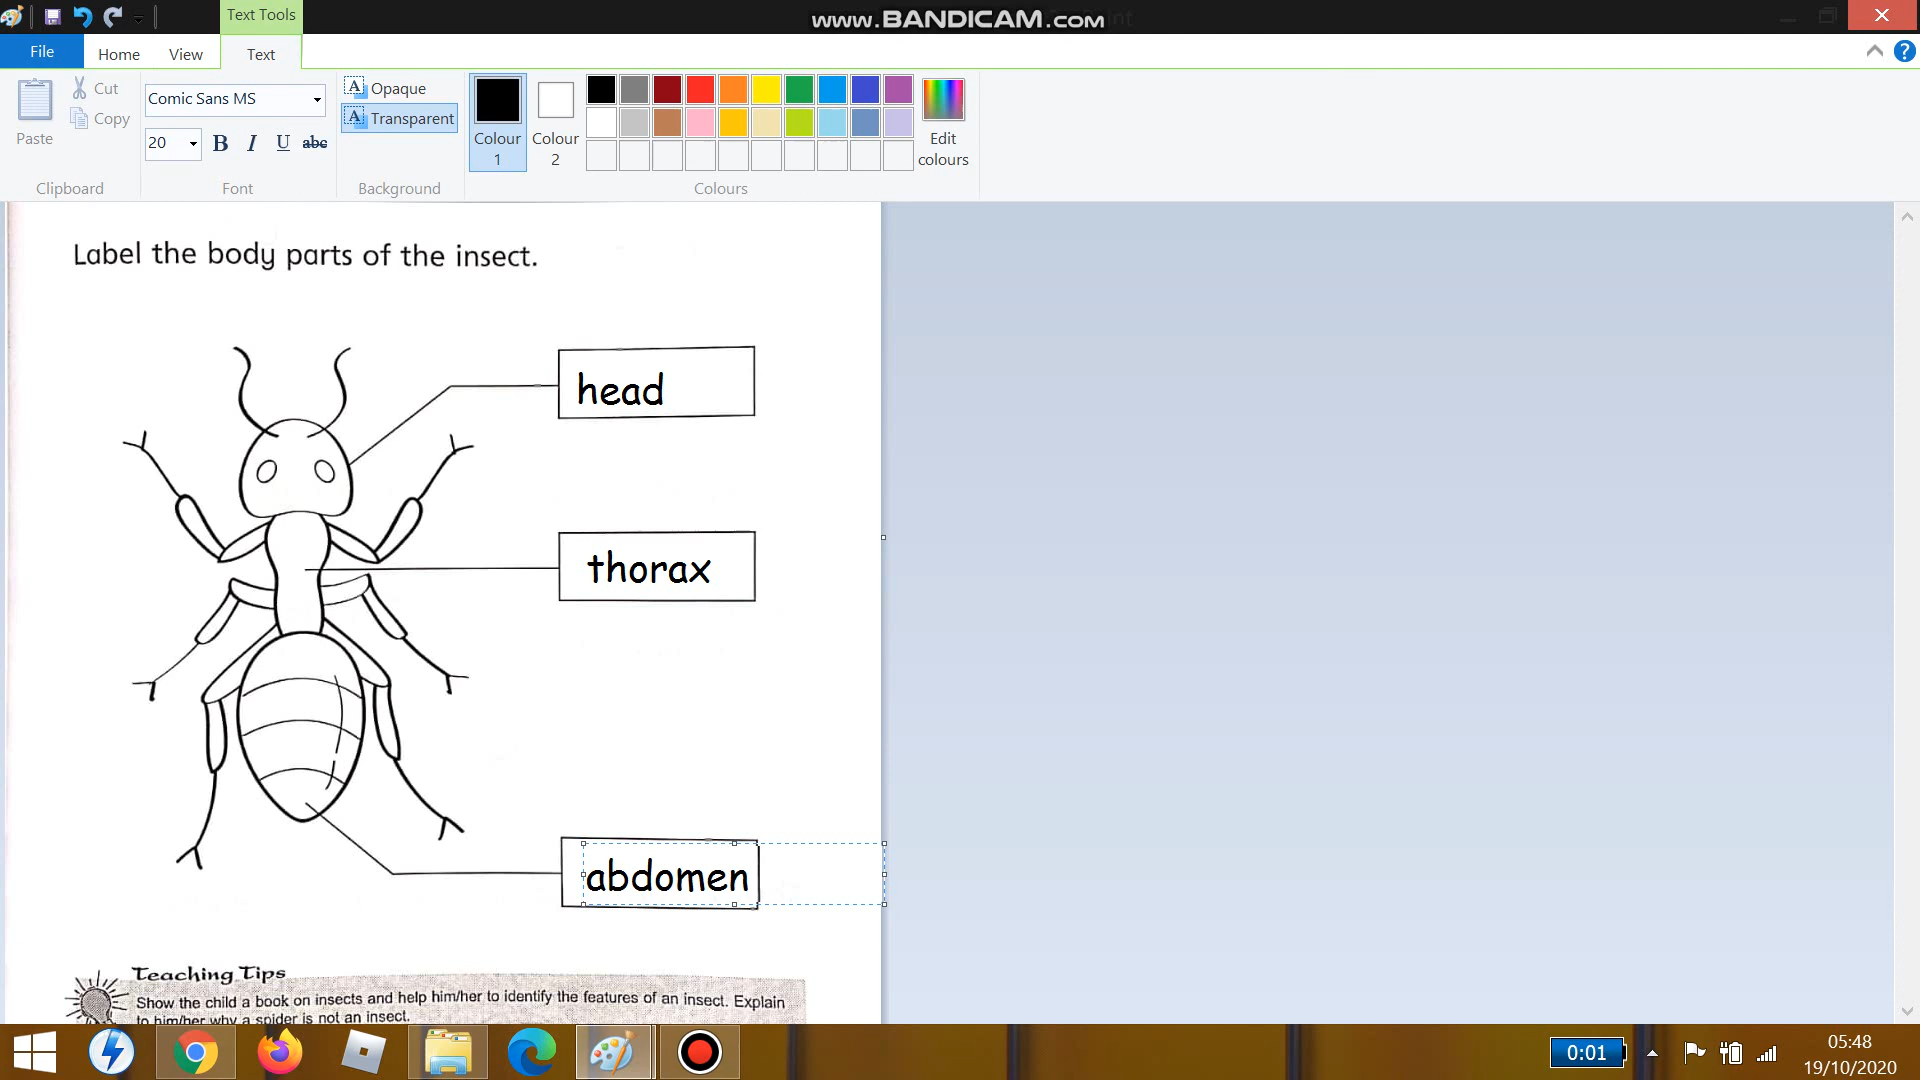 Text Tools
www.BANDICAM.com
File
Home
View
Text
?
Paste
Cut
Copy
Clipboard
Comic Sans MS
20
B I U abc
Font
Opaque
Transparent
Background
Colour 1
Colour 2
Edit colours
Colours
Label the body parts of the insect.
head
thorax
abdomen
Teaching Tips
Show the child a book on insects and help him/her to identify the features of an insect. Explain
to him/her why a spider is not an insect.
0:01
05:48
19/10/2020